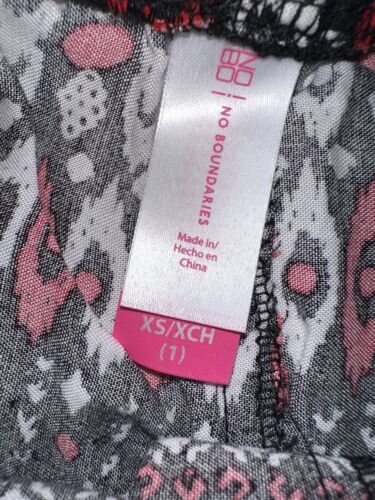 NO
BO
NO BOUNDARIES
Made in/
Hecho en
China
XS/XCH
(1)